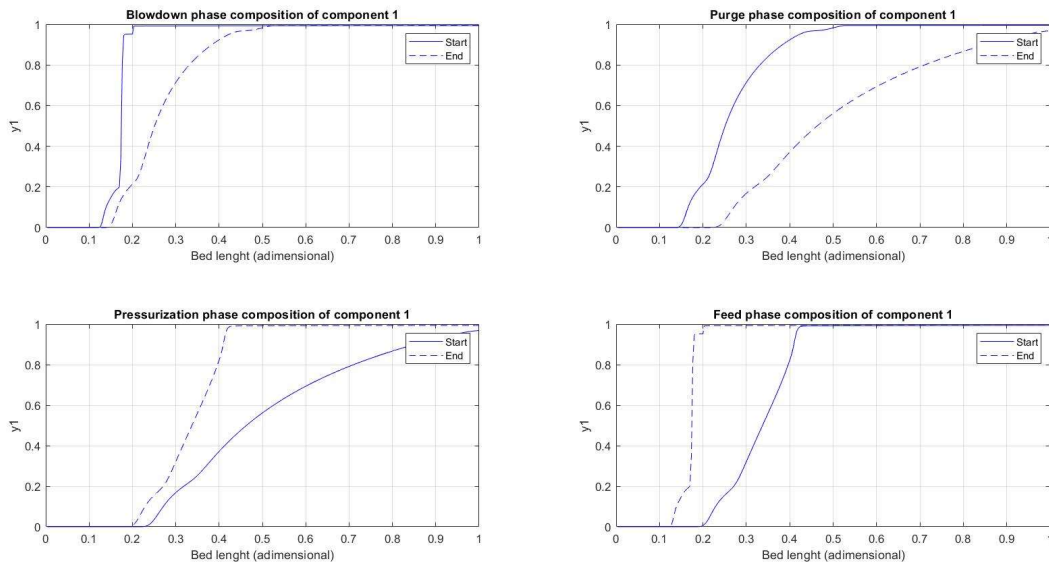 Blowdown phase composition of component 1
1
0.8
0.6
0.4
0.2
0
y1
Start
End
0 0.1 0.2 0.3 0.4 0.5 0.6 0.7 0.8 0.9 1
Bed lenght (adimensional)
Purge phase composition of component 1
1
0.8
0.6
0.4
0.2
0
y1
Start
End
0 0.1 0.2 0.3 0.4 0.5 0.6 0.7 0.8 0.9 1
Bed lenght (adimensional)
Pressurization phase composition of component 1
1
0.8
0.6
0.4
0.2
0
y1
Start
End
0 0.1 0.2 0.3 0.4 0.5 0.6 0.7 0.8 0.9 1
Bed lenght (adimensional)
Feed phase composition of component 1
1
0.8
0.6
0.4
0.2
0
y1
Start
End
0 0.1 0.2 0.3 0.4 0.5 0.6 0.7 0.8 0.9 1
Bed lenght (adimensional)